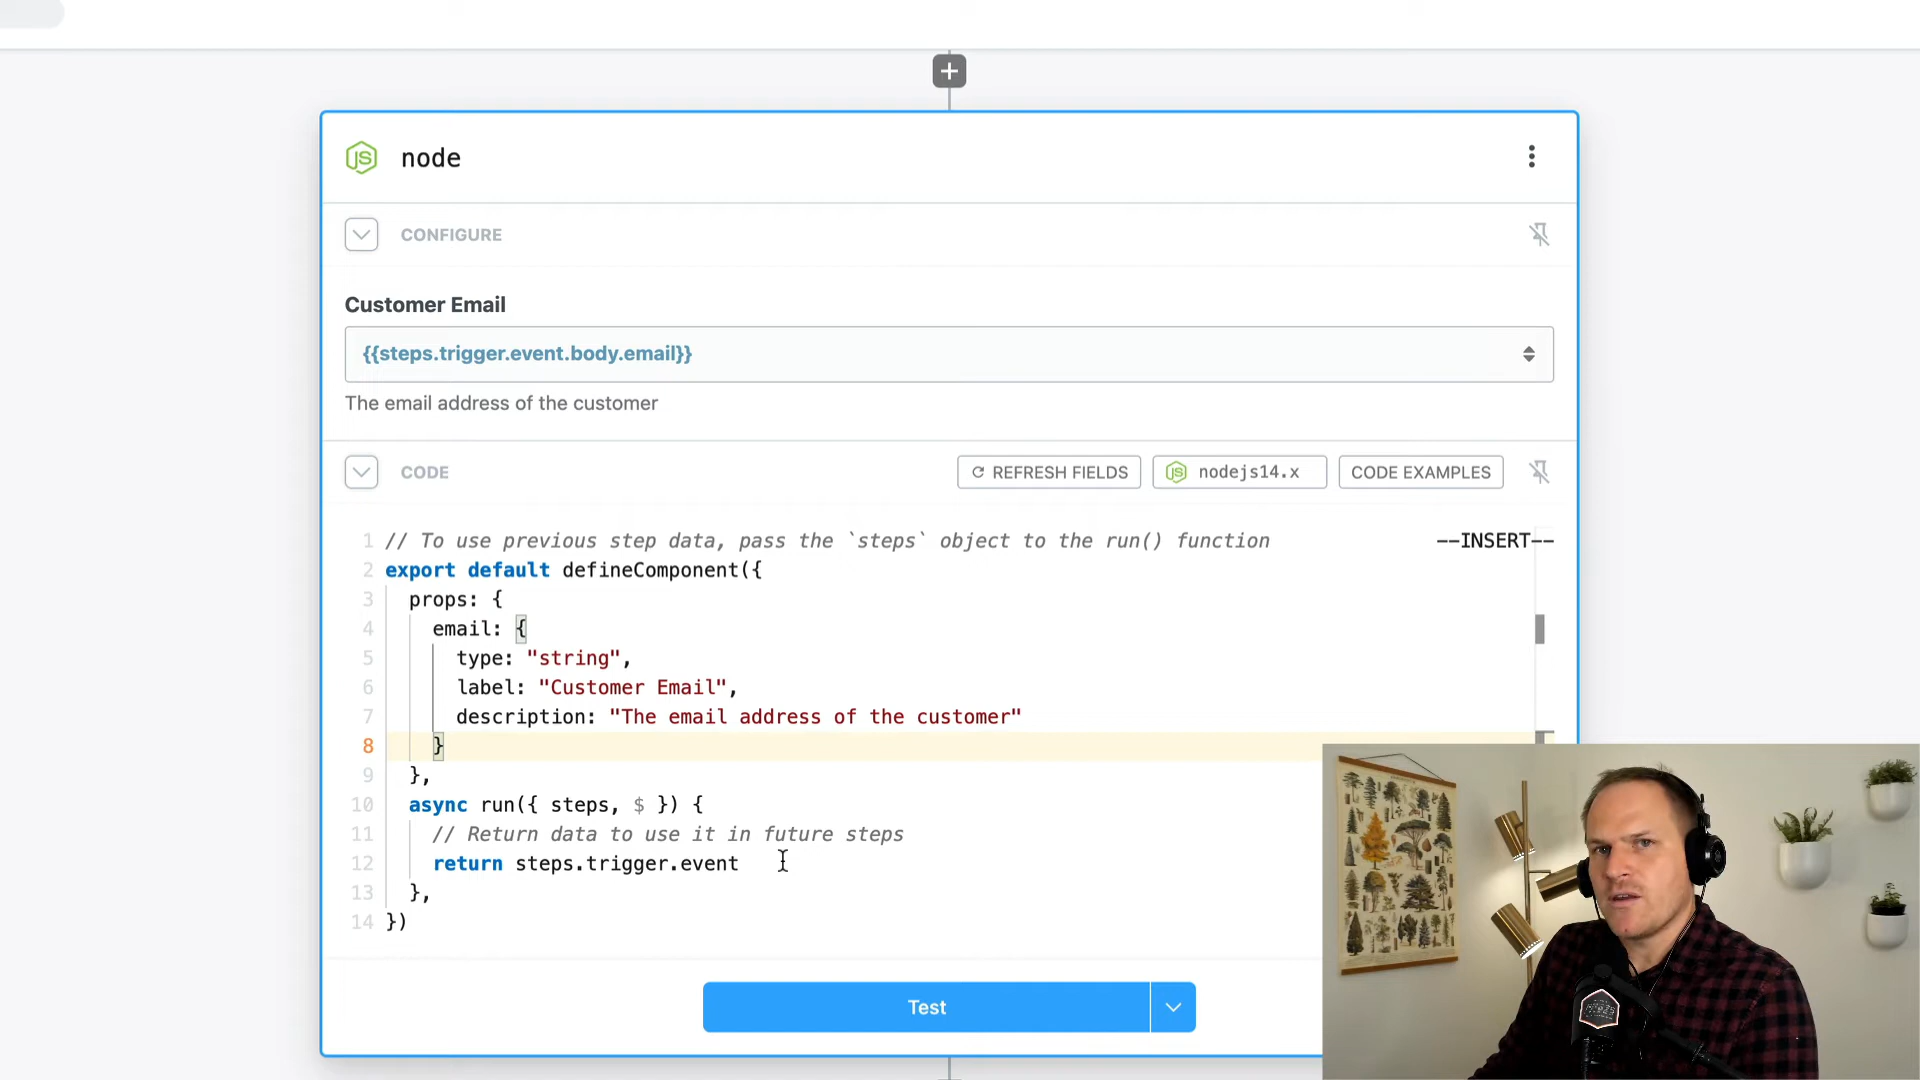 JS node
CONFIGURE
Customer Email
{{steps.trigger.event.body.email}}
The email address of the customer
CODE
REFRESH FIELDS
JS nodejs14.x
CODE EXAMPLES
1 // To use previous step data, pass the `steps` object to the run() function
--INSERT--
2 export default defineComponent({
3 props: {
4 email: {
5 type: "string",
6 label: "Customer Email",
7 description: "The email address of the customer"
8 }
9 },
10 async run({ steps, $ }) {
11 // Return data to use it in future steps
12 return steps.trigger.event
13 },
14 })
Test